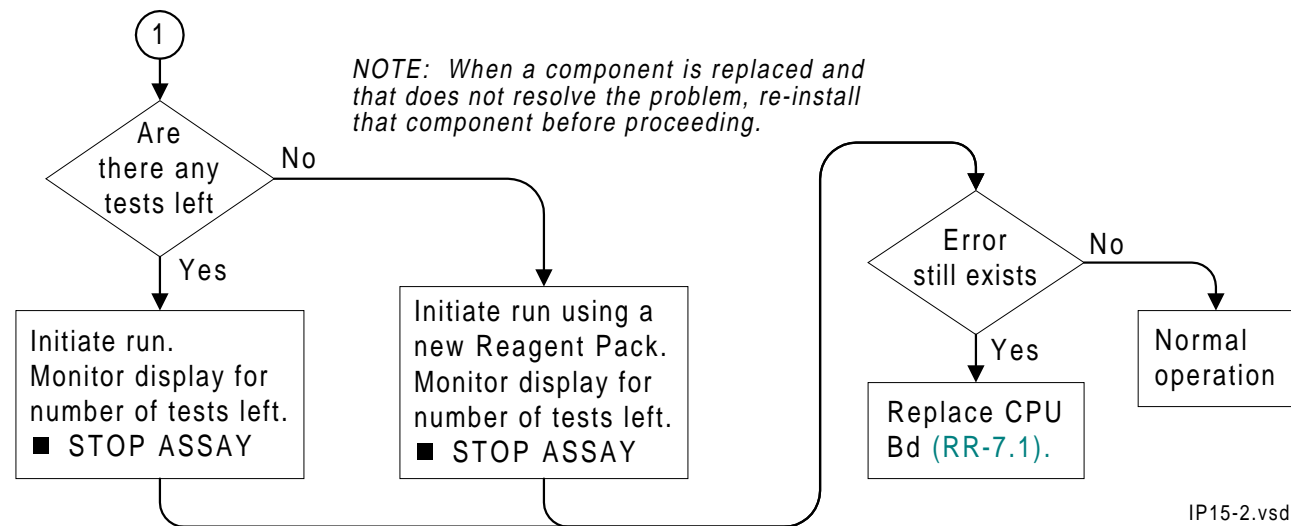 1
NOTE: When a component is replaced and
that does not resolve the problem, re-install
that component before proceeding.
Are
there any
tests left
No
Yes
Initiate run.
Monitor display for
number of tests left.
■ STOP ASSAY
Initiate run using a
new Reagent Pack.
Monitor display for
number of tests left.
■ STOP ASSAY
Error
still exists
No
Yes
Replace CPU
Bd (RR-7.1).
Normal
operation
IP15-2.vsd